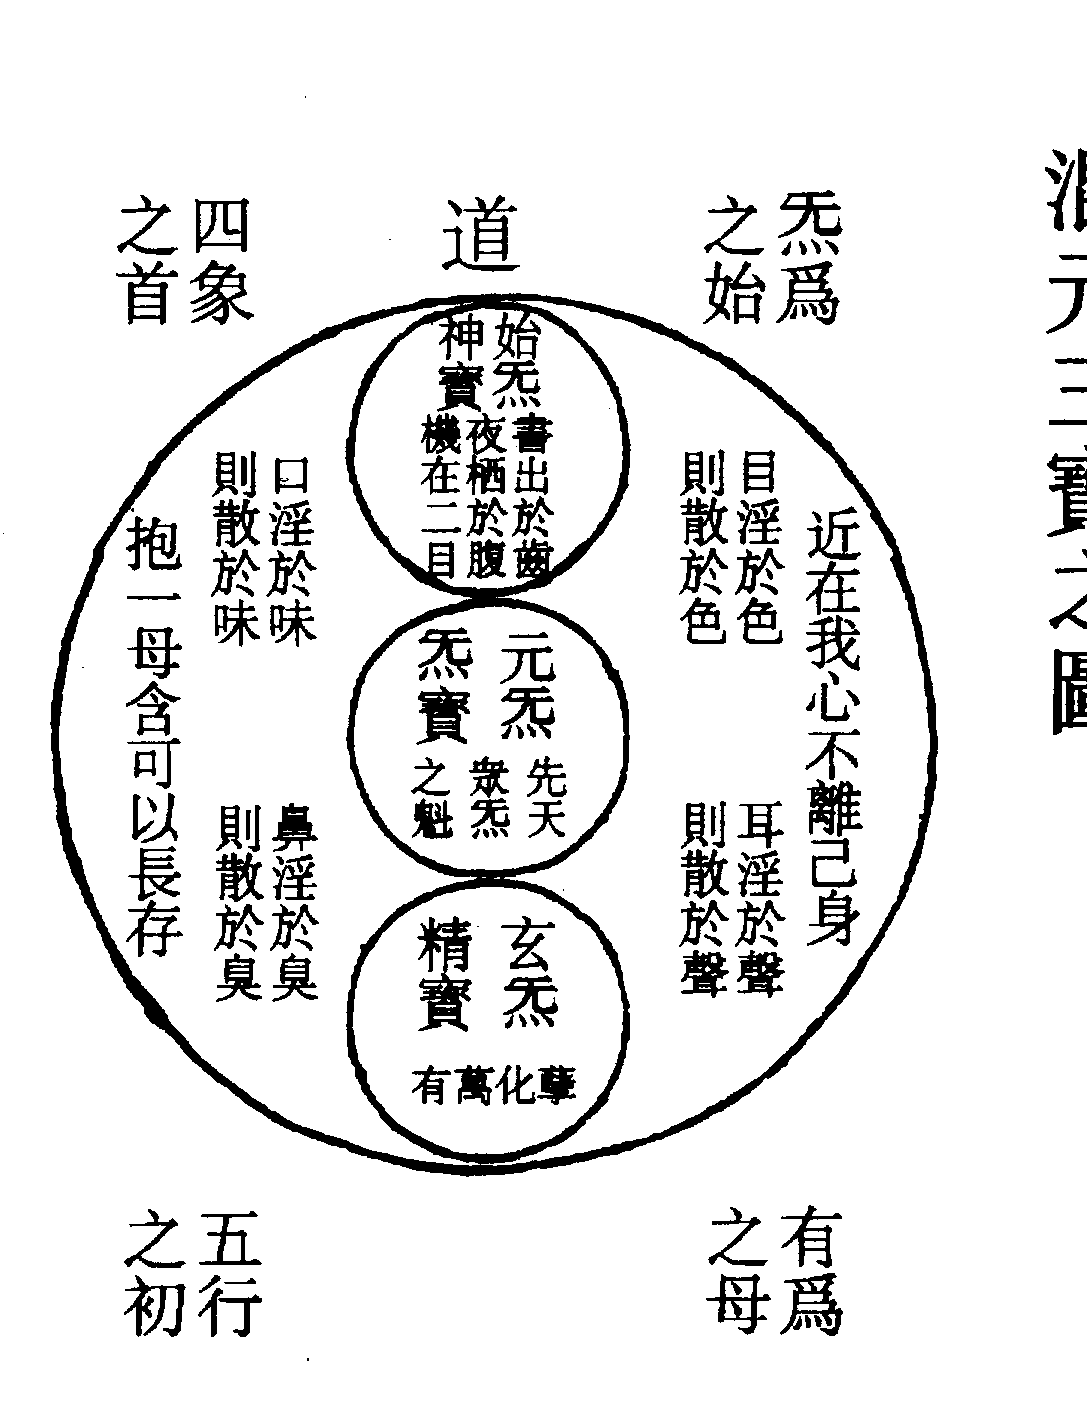 混元三寶之圖
炁爲
之始
道
四象
之首
近在我心不離己身
目淫於色
則散於色
耳淫於聲
則散於聲
始炁
神寶
書出於齒
夜栖於腹
機在二目
元炁
炁寶
先天
衆炁
之魁
玄炁
精寶
孽化萬有
口淫於味
則散於味
鼻淫於臭
則散於臭
抱一母含可以長存
有爲
之母
五行
之初